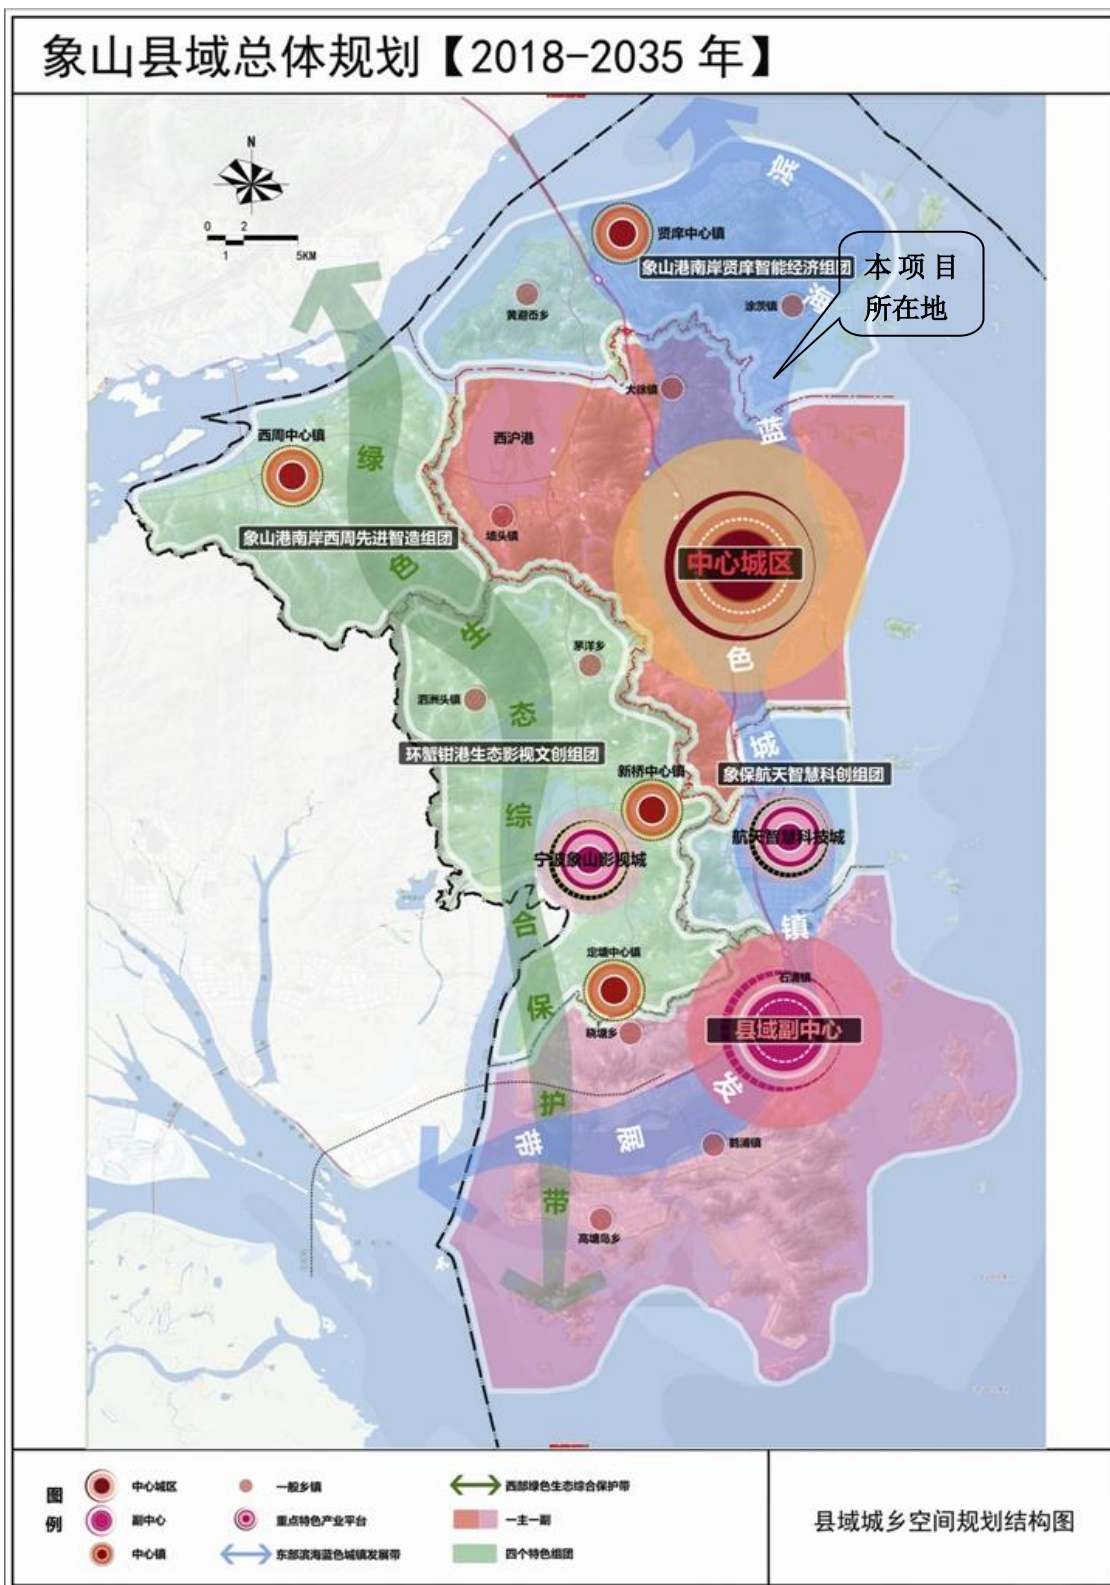 象山县域总体规划【2018-2035 年】
N
0 2
1 5KM
滨
海
蓝
色
城
镇
发
展
带
贤庠中心镇
象山港南岸贤庠智能经济组团
本 项 目
所在地
黄避岙乡
涂茨镇
大徐镇
西周中心镇
西沪港
绿
色
生
态
综
合
保
护
带
象山港南岸西周先进智造组团
墙头镇
中心城区
茅洋乡
泗洲头镇
环蟹钳港生态影视文创组团
新桥中心镇
象保航天智慧科创组团
宁波象山影视城
航天智慧科技城
定塘中心镇
石浦镇
晓塘乡
县域副中心
鹤浦镇
高塘岛乡
图
例
中心城区
一般乡镇
西部绿色生态综合保护带
副中心
重点特色产业平台
一主一副
中心镇
东部滨海蓝色城镇发展带
四个特色组团
县域城乡空间规划结构图